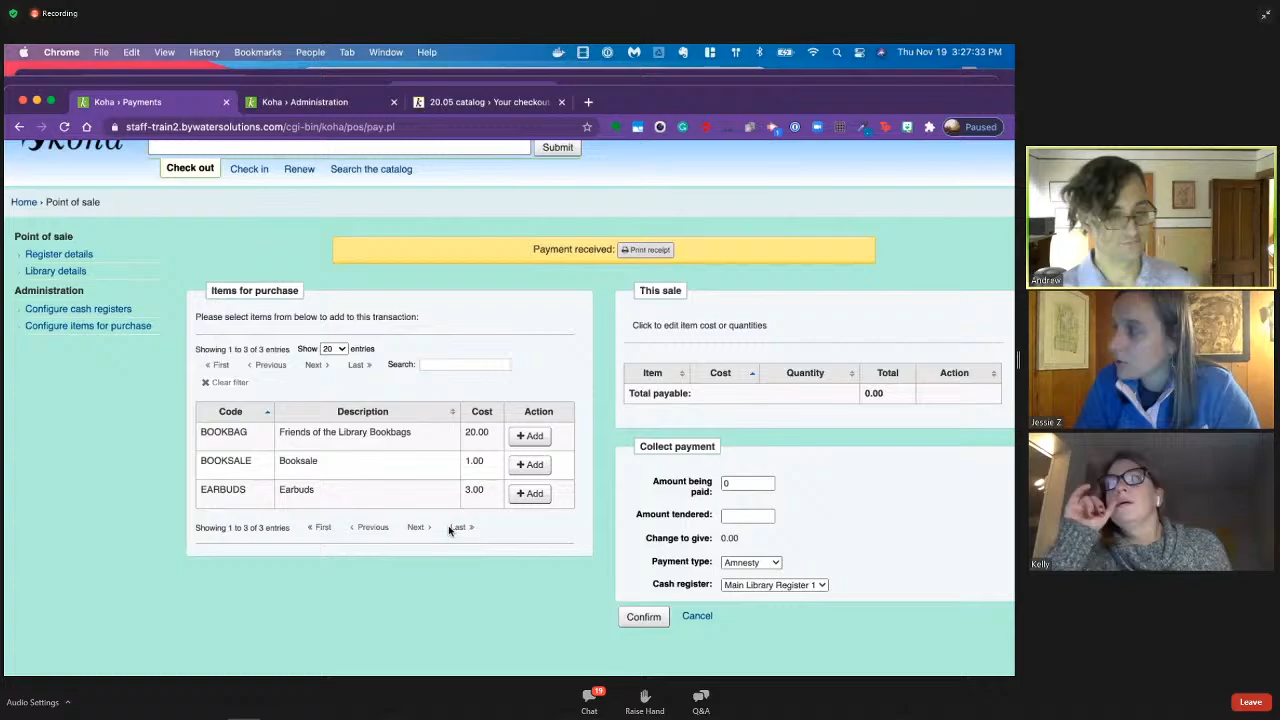 Recording
Chrome File Edit View History Bookmarks People Tab Window Help Thu Nov 19 3:27:33 PM
Koha › Payments Koha › Administration 20.05 catalog › Your checkout
staff-train2.bywatersolutions.com/cgi-bin/koha/pos/pay.pl Paused
koha Submit
Check out Check in Renew Search the catalog
Home › Point of sale
Point of sale
Register details
Library details
Administration
Configure cash registers
Configure items for purchase
Payment received: Print receipt
Items for purchase
Please select items from below to add to this transaction:
Showing 1 to 3 of 3 entries Show 20 entries
« First ‹ Previous Next › Last » Search:
Clear filter
Code Description Cost Action
BOOKBAG Friends of the Library Bookbags 20.00 + Add
BOOKSALE Booksale 1.00 + Add
EARBUDS Earbuds 3.00 + Add
Showing 1 to 3 of 3 entries « First ‹ Previous Next › Last »
This sale
Click to edit item cost or quantities
Item Cost Quantity Total Action
Total payable: 0.00
Collect payment
Amount being paid: 0
Amount tendered:
Change to give: 0.00
Payment type: Amnesty
Cash register: Main Library Register 1
Confirm Cancel
Andrew
Jessie Z
Kelly
Audio Settings
19
Chat Raise Hand Q&A
Leave